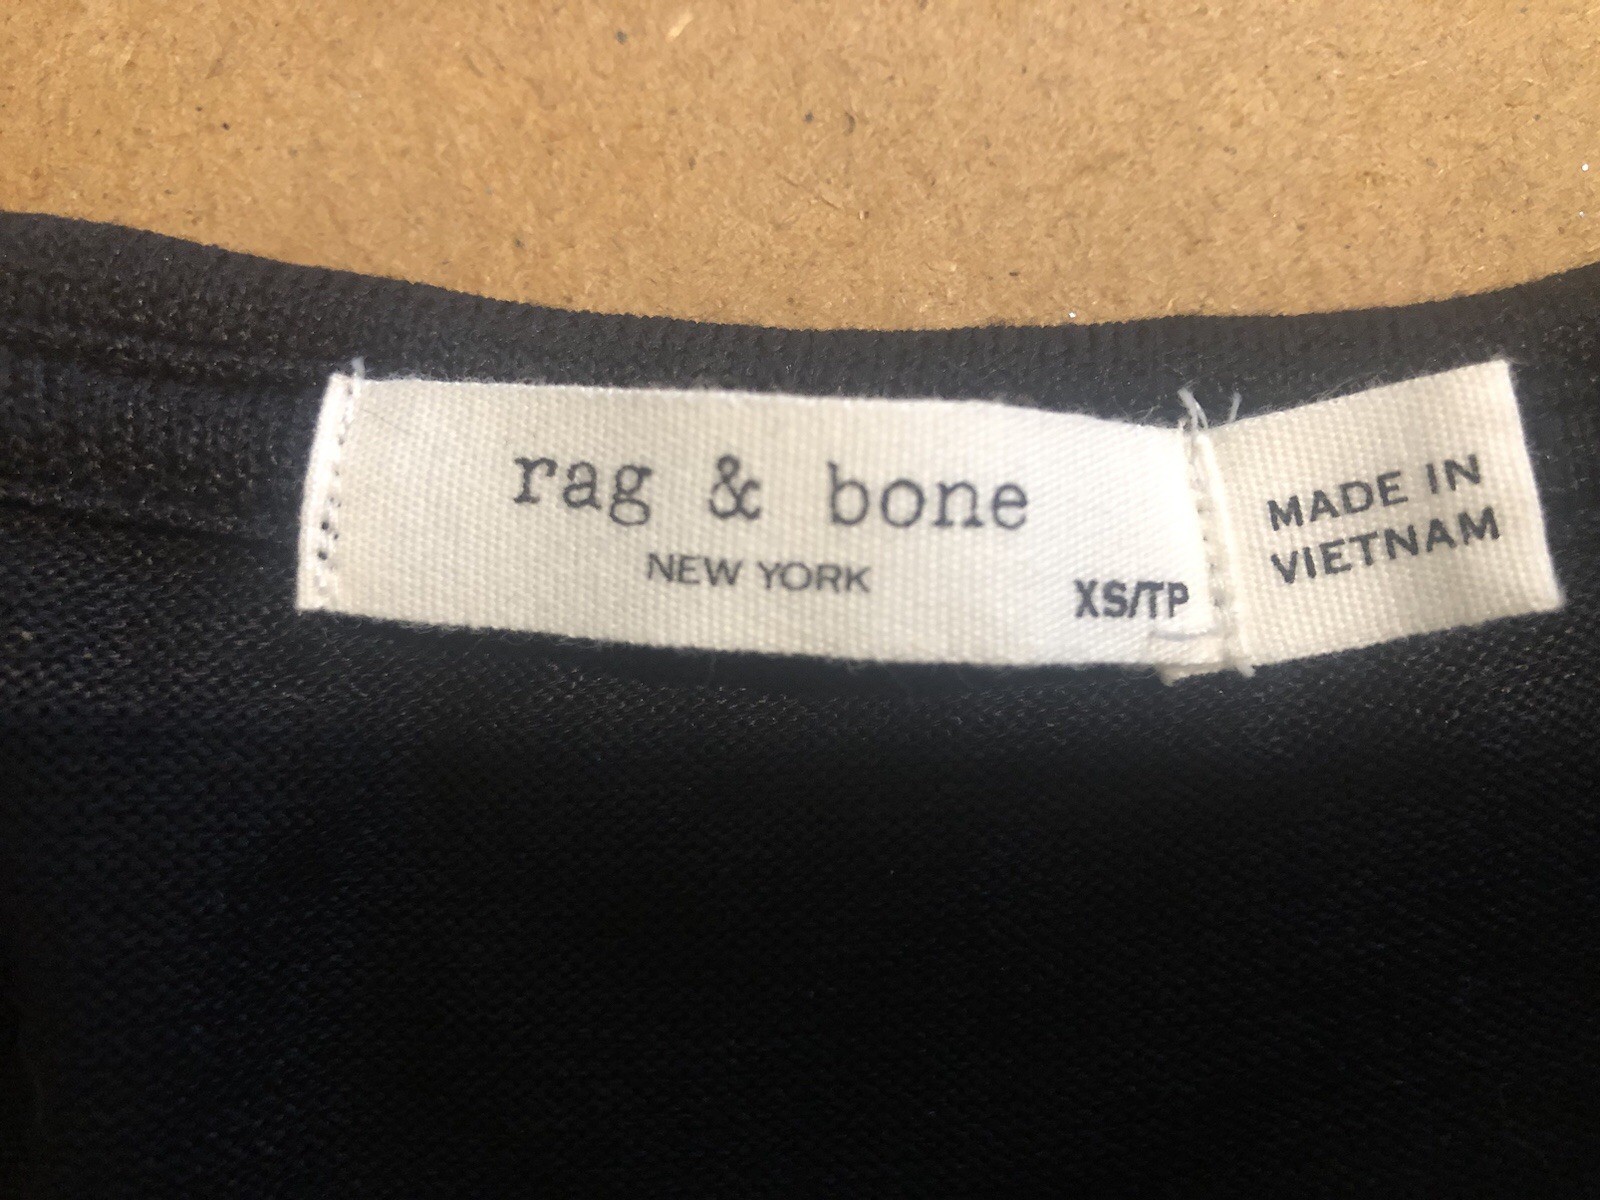 rag & bone
NEW YORK
XS/TP
MADE IN
VIETNAM